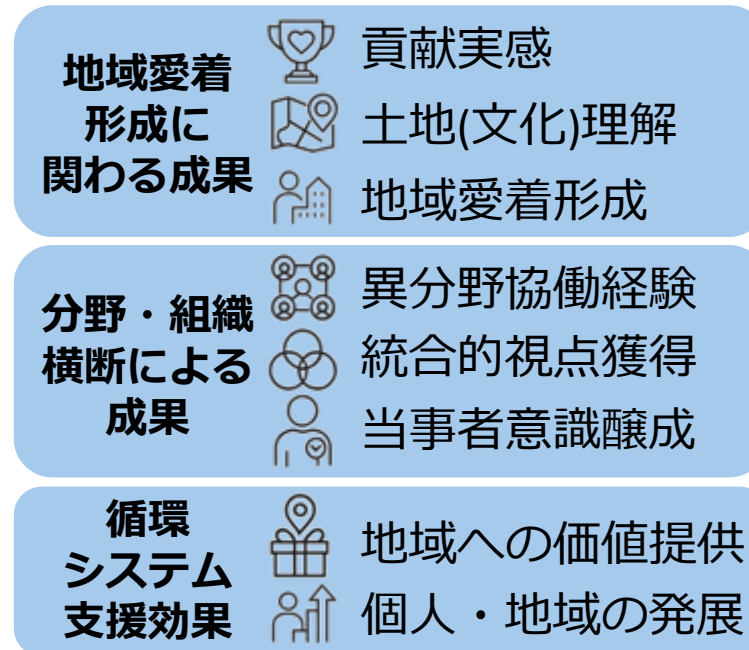 地域愛着
形成に
関わる成果
貢献実感
土地(文化)理解
地域愛着形成
分野・組織
横断による
成果
異分野協働経験
統合的視点獲得
当事者意識醸成
循環
システム
支援効果
地域への価値提供
個人・地域の発展